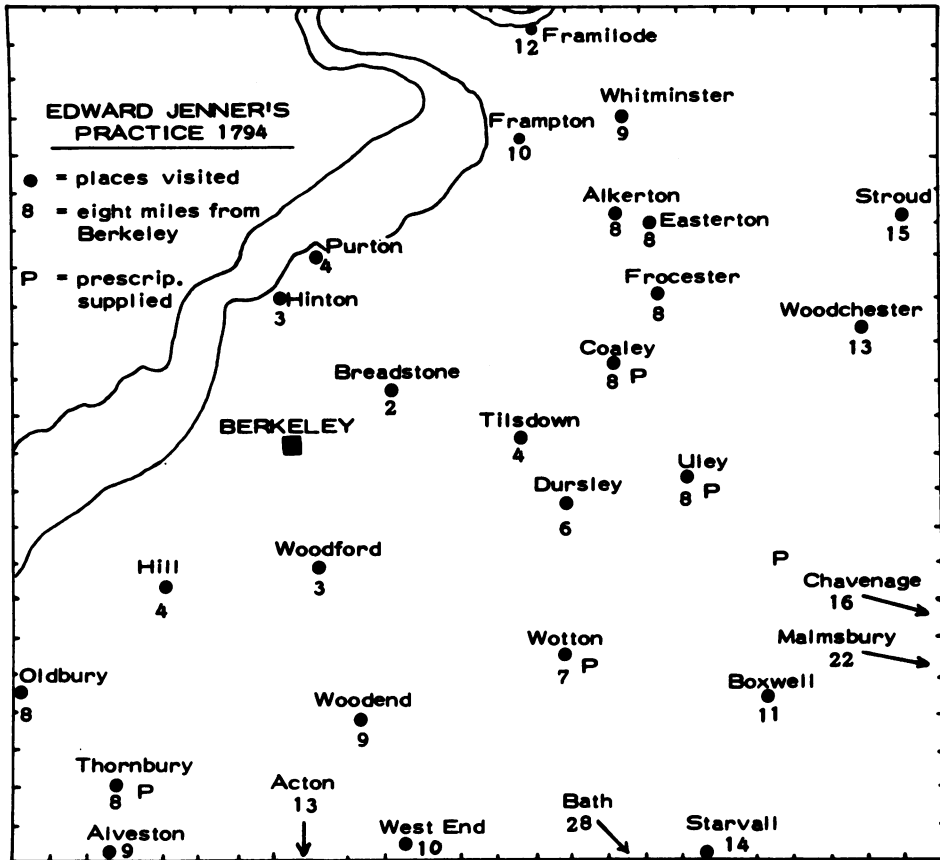 12 Framilode
EDWARD JENNER'S
PRACTICE 1794
● = places visited
8 = eight miles from
Berkeley
P = prescrip.
supplied
Whitminster
9
Frampton
10
Alkerton
8
Easterton
8
Stroud
15
Purton
4
Hinton
3
Frocester
8
Woodchester
13
Coaley
8 P
Breadstone
2
BERKELEY
Tilsdown
4
Uley
8 P
Dursley
6
Woodford
3
Hill
4
P
Chavenage
16
Malmsbury
22
Wotton
7 P
Oldbury
8
Boxwell
11
Woodend
9
Thornbury
8 P
Acton
13
Bath
28
Alveston
9
West End
10
Starvall
14